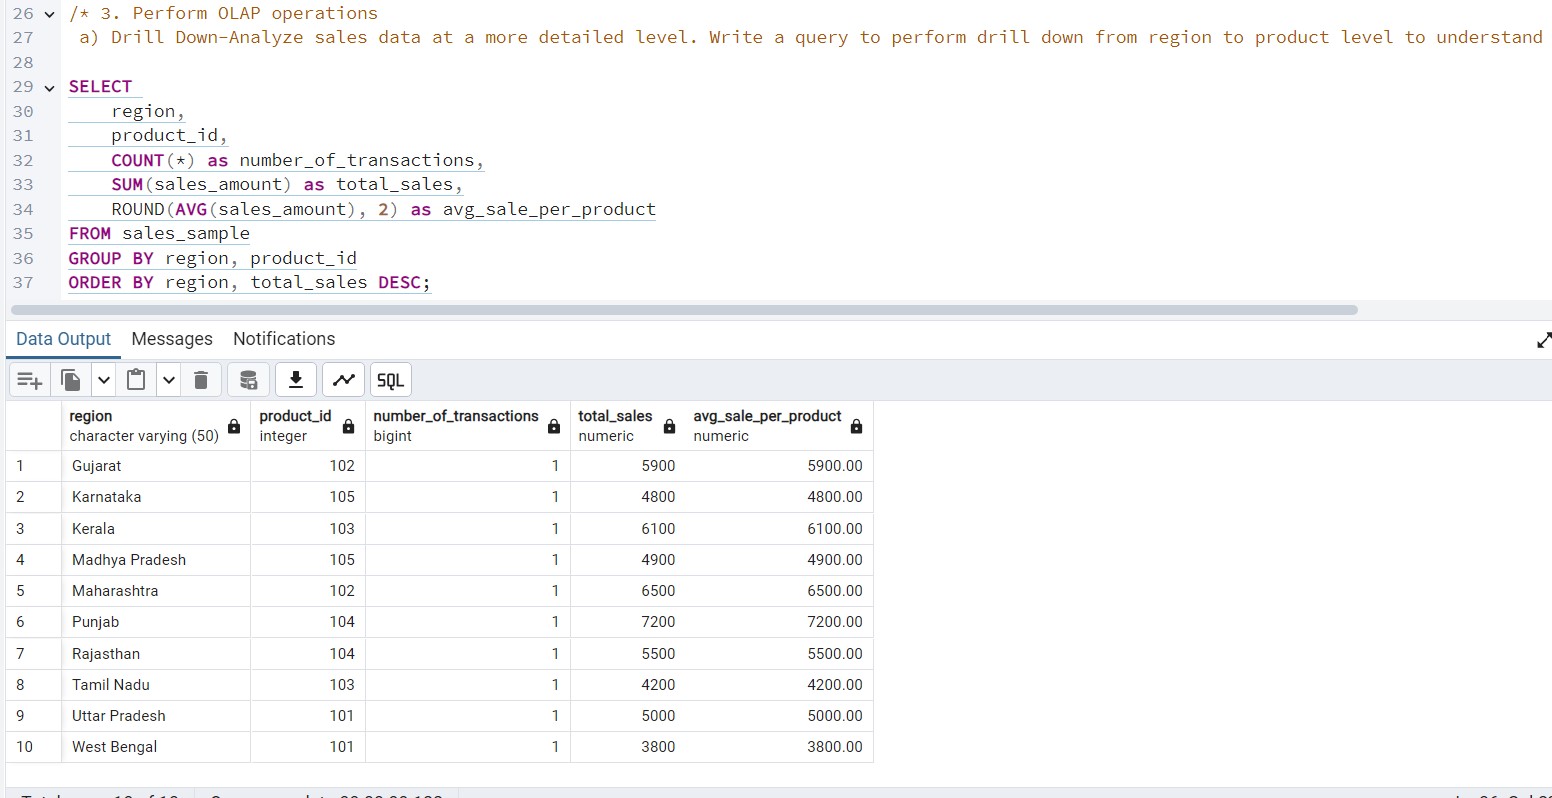 26 /* 3. Perform OLAP operations
27 a) Drill Down-Analyze sales data at a more detailed level. Write a query to perform drill down from region to product level to understand
28
29 SELECT
30 region,
31 product_id,
32 COUNT(*) as number_of_transactions,
33 SUM(sales_amount) as total_sales,
34 ROUND(AVG(sales_amount), 2) as avg_sale_per_product
35 FROM sales_sample
36 GROUP BY region, product_id
37 ORDER BY region, total_sales DESC;
Data Output Messages Notifications
SQL
region product_id number_of_transactions total_sales avg_sale_per_product
character varying (50) integer bigint numeric numeric
1 Gujarat 102 1 5900 5900.00
2 Karnataka 105 1 4800 4800.00
3 Kerala 103 1 6100 6100.00
4 Madhya Pradesh 105 1 4900 4900.00
5 Maharashtra 102 1 6500 6500.00
6 Punjab 104 1 7200 7200.00
7 Rajasthan 104 1 5500 5500.00
8 Tamil Nadu 103 1 4200 4200.00
9 Uttar Pradesh 101 1 5000 5000.00
10 West Bengal 101 1 3800 3800.00